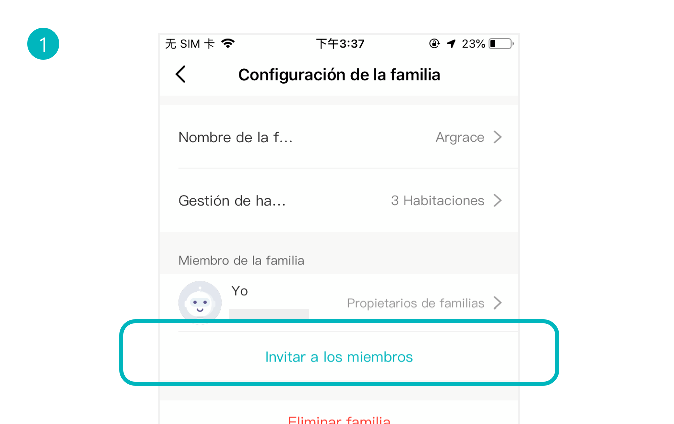 1
无 SIM 卡 下午3:37 23%
Configuración de la familia
Nombre de la f... Argrace
Gestión de ha... 3 Habitaciones
Miembro de la familia
Yo
Propietarios de familias
Invitar a los miembros
Eliminar familia